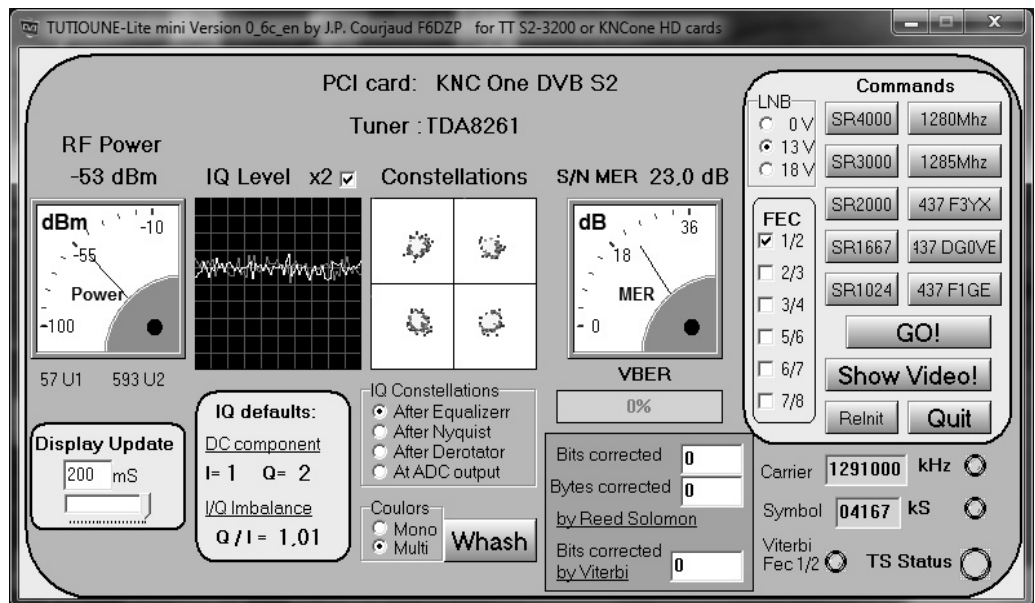 TUTIOUNE-Lite mini Version 0_6c_en by J.P. Courjaud F6DZP for TT S2-3200 or KNCone HD cards
X
PCI card: KNC One DVB S2
Tuner : TDA8261
RF Power
-53 dBm
IQ Level x2
Constellations
S/N MER 23,0 dB
dBm
-10
-55
Power
-100
dB
36
18
MER
0
57 U1 593 U2
VBER
0%
Display Update
200 mS
IQ defaults:
DC component
I= 1 Q= 2
I/Q Imbalance
Q / I = 1,01
IQ Constellations
After Equalizerr
After Nyquist
After Derotator
At ADC output
Coulors
Mono
Multi
Whash
Bits corrected 0
Bytes corrected 0
by Reed Solomon
Bits corrected
by Viterbi 0
LNB
0 V
13 V
18 V
FEC
1/2
2/3
3/4
5/6
6/7
7/8
Commands
SR4000 1280Mhz
SR3000 1285Mhz
SR2000 437 F3YX
SR1667 437 DG0VE
SR1024 437 F1GE
GO!
Show Video!
ReInit Quit
Carrier 1291000 kHz
Symbol 04167 kS
Viterbi
Fec 1/2
TS Status